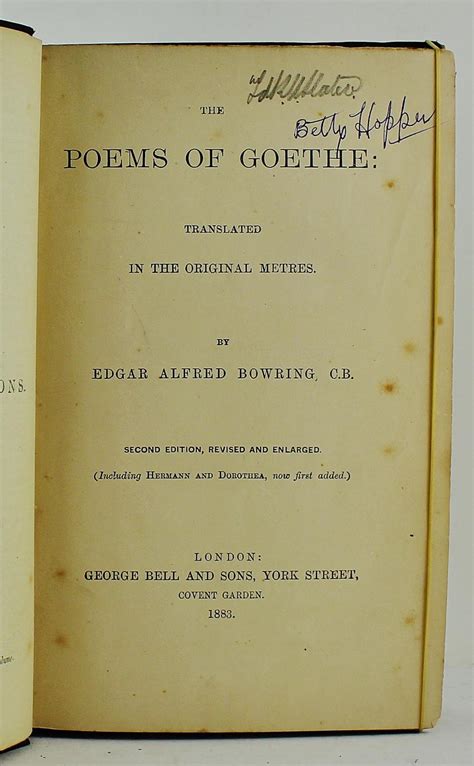 Betty Hopper
THE
POEMS OF GOETHE:
TRANSLATED
IN THE ORIGINAL METRES.
BY
EDGAR ALFRED BOWRING, C.B.
SECOND EDITION, REVISED AND ENLARGED.
(Including HERMANN AND DOROTHEA, now first added.)
LONDON:
GEORGE BELL AND SONS, YORK STREET,
COVENT GARDEN.
1883.
ONS.